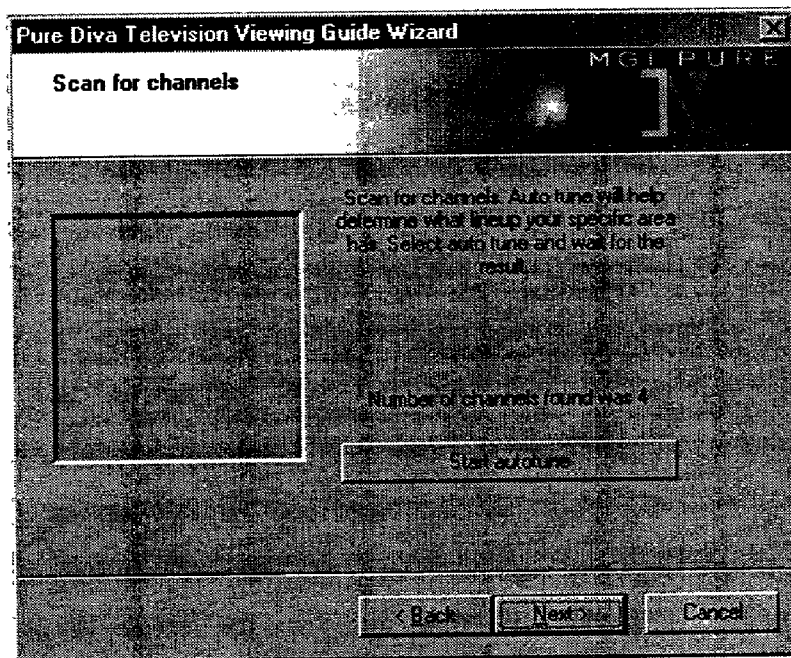 Pure Diva Television Viewing Guide Wizard
MGI PURE
Scan for channels
Scan for channels. Auto tune will help
determine what lineup your specific area
has. Select auto tune and wait for the
result.
Number of channels found was 4
Start autotune
< Back
Next >
Cancel